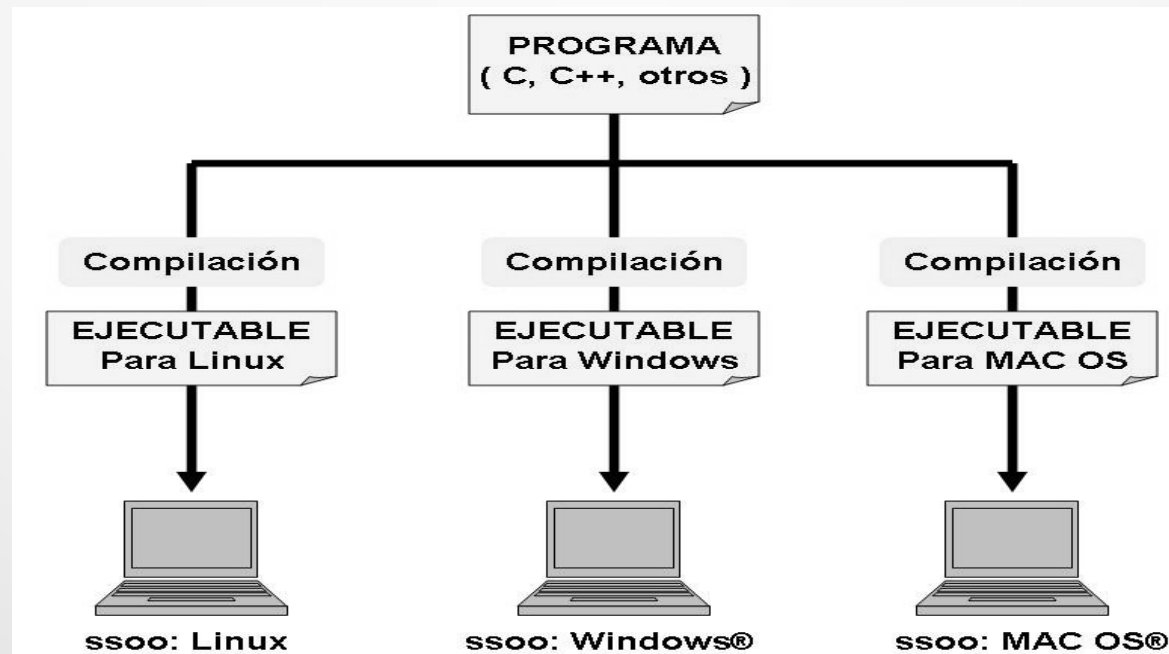 PROGRAMA
( C, C++, otros )
Compilación
Compilación
Compilación
EJECUTABLE
Para Linux
EJECUTABLE
Para Windows
EJECUTABLE
Para MAC OS
ssoo: Linux
ssoo: Windows®
ssoo: MAC OS®